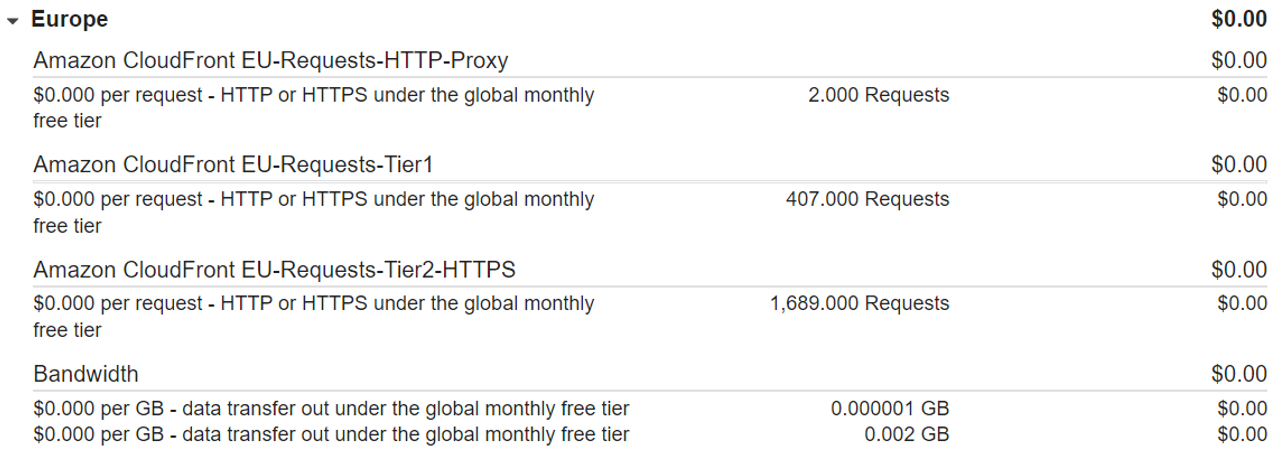 Europe $0.00
Amazon CloudFront EU-Requests-HTTP-Proxy $0.00
$0.000 per request - HTTP or HTTPS under the global monthly 2.000 Requests $0.00
free tier
Amazon CloudFront EU-Requests-Tier1 $0.00
$0.000 per request - HTTP or HTTPS under the global monthly 407.000 Requests $0.00
free tier
Amazon CloudFront EU-Requests-Tier2-HTTPS $0.00
$0.000 per request - HTTP or HTTPS under the global monthly 1,689.000 Requests $0.00
free tier
Bandwidth $0.00
$0.000 per GB - data transfer out under the global monthly free tier 0.000001 GB $0.00
$0.000 per GB - data transfer out under the global monthly free tier 0.002 GB $0.00